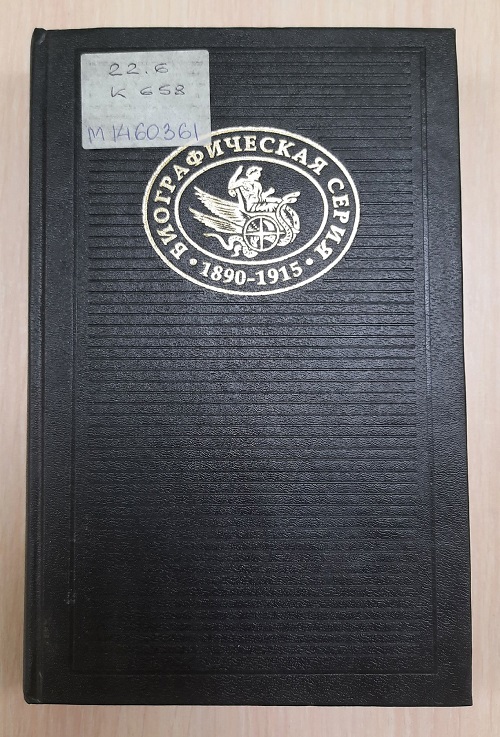 22.6
К 658
М1460361
БИОГРАФИЧЕСКАЯ СЕРИЯ
• 1890-1915 •